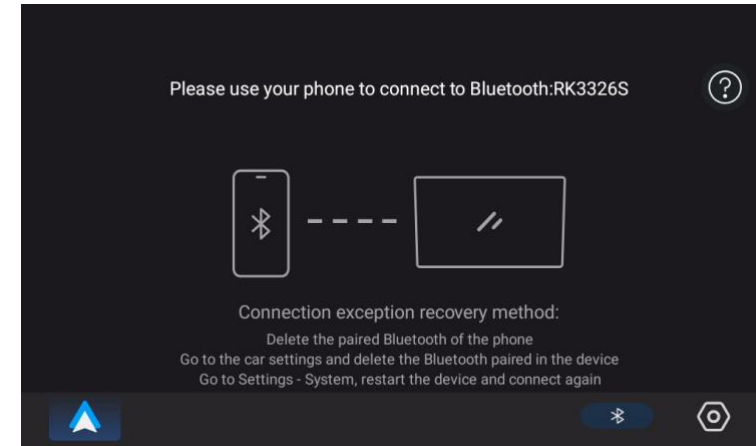 Please use your phone to connect to Bluetooth:RK3326S
?
Connection exception recovery method:
Delete the paired Bluetooth of the phone
Go to the car settings and delete the Bluetooth paired in the device
Go to Settings - System, restart the device and connect again